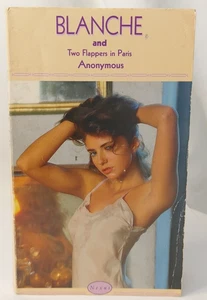 BLANCHE
and
Two Flappers in Paris
Anonymous